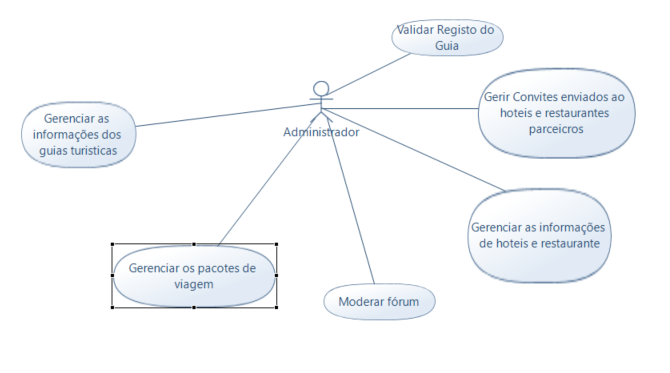 Validar Registo do
Guia
Gerir Convites enviados ao
hoteis e restaurantes
parceicros
Gerenciar as
informações dos
guias turisticas
Administrador
Gerenciar as informações
de hoteis e restaurante
Gerenciar os pacotes de
viagem
Moderar fórum